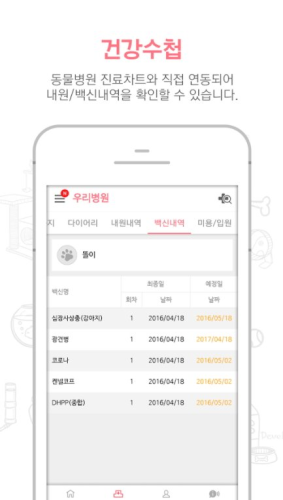 건강수첩
동물병원 진료차트와 직접 연동되어
내원/백신내역을 확인할 수 있습니다.
N
우리병원
지 다이어리 내원내역 백신내역 미용/입원
돌이
백신명 최종일 예정일
회차 날짜 날짜
심장사상충(강아지) 1 2016/04/18 2016/05/18
광견병 1 2016/04/18 2017/04/18
코로나 1 2016/04/18 2016/05/02
켄넬코프 1 2016/04/18 2016/05/02
DHPP(종합) 1 2016/04/18 2016/05/02